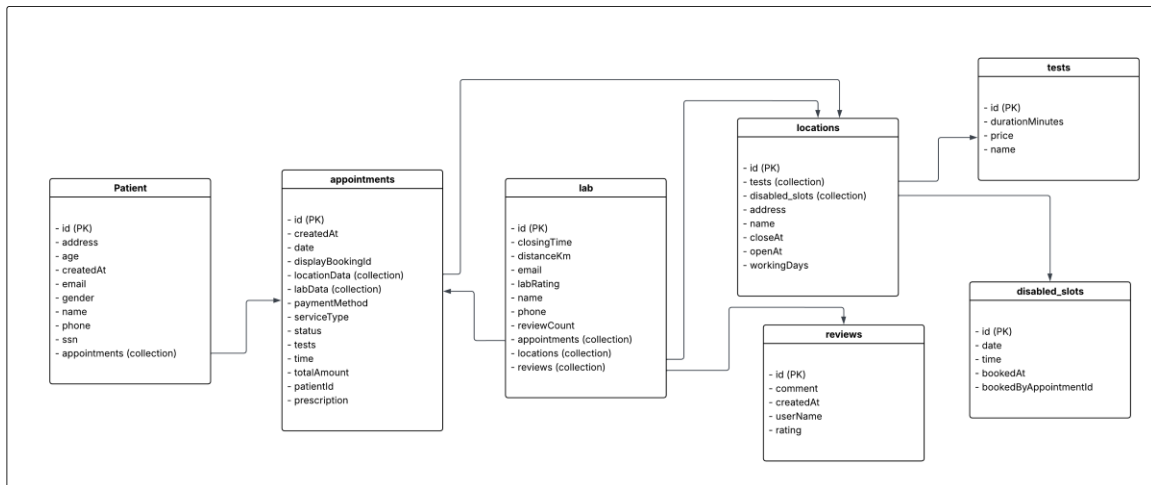 Patient
- id (PK)
- address
- age
- createdAt
- email
- gender
- name
- phone
- ssn
- appointments (collection)
appointments
- id (PK)
- createdAt
- date
- displayBookingId
- locationData (collection)
- labData (collection)
- paymentMethod
- serviceType
- status
- tests
- time
- totalAmount
- patientId
- prescription
lab
- id (PK)
- closingTime
- distanceKm
- email
- labRating
- name
- phone
- reviewCount
- appointments (collection)
- locations (collection)
- reviews (collection)
locations
- id (PK)
- tests (collection)
- disabled_slots (collection)
- address
- name
- closeAt
- openAt
- workingDays
reviews
- id (PK)
- comment
- createdAt
- userName
- rating
tests
- id (PK)
- durationMinutes
- price
- name
disabled_slots
- id (PK)
- date
- time
- bookedAt
- bookedByAppointmentId